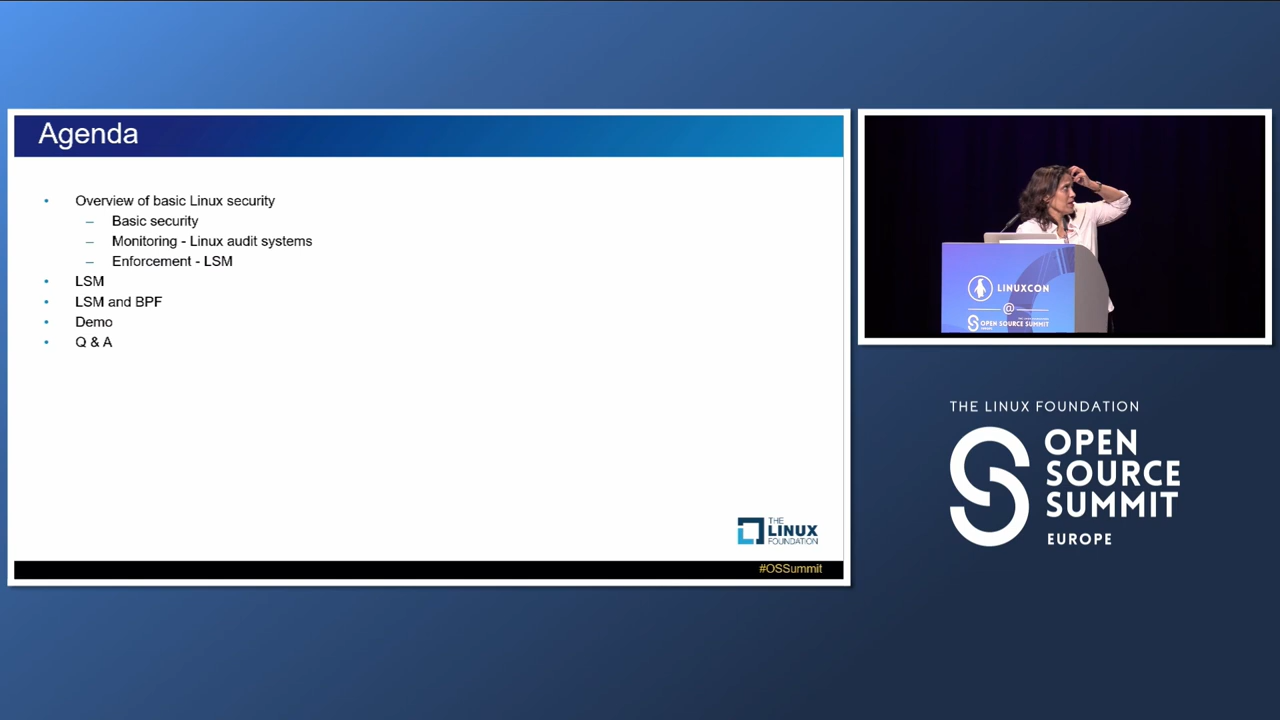 Agenda
• Overview of basic Linux security
– Basic security
– Monitoring - Linux audit systems
– Enforcement - LSM
• LSM
• LSM and BPF
• Demo
• Q & A
THE
LINUX
FOUNDATION
#OSSummit
LINUXCON
@
OPEN SOURCE SUMMIT
THE LINUX FOUNDATION
OPEN
SOURCE
SUMMIT
EUROPE